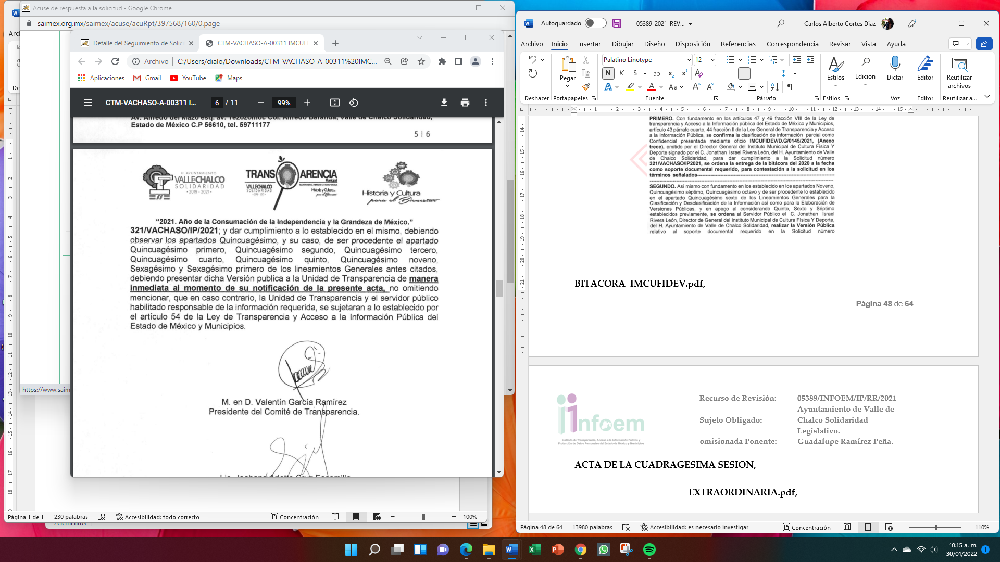 Acuse de respuesta a la solicitud - Google Chrome
saimex.org.mx/saimex/acuse/acuRpt/397568/160/0.page
Detalle del Seguimiento de Solic
CTM-VACHASO-A-00311 IMCUF
Archivo
C:/Users/dialo/Downloads/CTM-VACHASO-A-00311%20IMC...
Aplicaciones
Gmail
YouTube
Maps
CTM-VACHASO-A-00311 I...
6 / 11
99%
Av. Alfredo del Mazo esq. av. Tezozomoc Col. Alfredo Baranda, Valle de Chalco Solidaridad,
Estado de México C.P 56610, tel. 59711177
5 | 6
H. AYUNTAMIENTO
VALLE CHALCO
SOLIDARIDAD
2019 - 2021
TRANSPARENCIA
Municipal
VALLECHALCO
SOLIDARIDAD
Historia y Cultura
para el Bienestar
“2021. Año de la Consumación de la Independencia y la Grandeza de México.”
321/VACHASO/IP/2021; y dar cumplimiento a lo establecido en el mismo, debiendo
observar los apartados Quincuagésimo, y su caso, de ser procedente el apartado
Quincuagésimo primero, Quincuagésimo segundo, Quincuagésimo tercero,
Quincuagésimo cuarto, Quincuagésimo quinto, Quincuagésimo noveno,
Sexagésimo y Sexagésimo primero de los lineamientos Generales antes citados,
debiendo presentar dicha Versión publica a la Unidad de Transparencia de manera
inmediata al momento de su notificación de la presente acta, no omitiendo
mencionar, que en caso contrario, la Unidad de Transparencia y el servidor público
habilitado responsable de la información requerida, se sujetaran a lo establecido por
el artículo 54 de la Ley de Transparencia y Acceso a la Información Pública del
Estado de México y Municipios.
M. en D. Valentín García Ramírez
Presidente del Comité de Transparencia.
https://www.saim
Página 1 de 1
230 palabras
Accesibilidad: todo correcto
Concentración
100%
9 elementos
Autoguardado
05389_2021_REV...
Carlos Alberto Cortes Diaz
Archivo
Inicio
Insertar
Dibujar
Diseño
Disposición
Referencias
Correspondencia
Revisar
Vista
Ayuda
Palatino Linotype
12
Pegar
Estilos
Edición
Dictar
Editor
Reutilizar
archivos
Deshacer
Portapapeles
Fuente
Párrafo
Estilos
Voz
Editor
Reutilizar a...
PRIMERO. Con fundamento en los artículos 47 y 49 fracción VIII de la Ley de
transparencia y Acceso a la Información pública del Estado de México y Municipios,
artículo 43 párrafo cuarto, 44 fracción II de la Ley General de Transparencia y Acceso
a la Información Pública, se confirma la clasificación de información parcial como
Confidencial presentada mediante oficio IMCUFIDEV/D.G/0145/2021, (Anexo
trece), emitido por el Director General del Instituto Municipal de Cultura Física Y
Deporte signado por el C. Jonathan Israel Rivera León, del H. Ayuntamiento de Valle
de Chalco Solidaridad, para dar cumplimiento a la Solicitud número
321/VACHASO/IP2021, se ordena la entrega de la bitácora del 2020 a la fecha
como soporte documental requerido, para contestación a la solicitud en los
términos señalados------------------------------------------------------------
SEGUNDO. Así mismo con fundamento en los establecido en los apartados Noveno,
Quincuagésimo séptimo, Quincuagésimo octavo y de ser procedente lo establecido
en el apartado Quincuagésimo sexto de los Lineamientos Generales para la
Clasificación y Desclasificación de la Información así como para la Elaboración de
Versiones Públicas, y en apego al considerando Quinto, Sexto y Séptimo
establecidos previamente, se ordena al Servidor Público el C. Jonathan Israel
Rivera León, Director de General del Instituto Municipal de Cultura Física Y Deporte,
del H. Ayuntamiento de Valle de Chalco Solidaridad, realizar la Versión Pública
relativo al soporte documental requerido en la Solicitud número
BITACORA_IMCUFIDEV.pdf,
Página 48 de 64
infoem
Instituto de Transparencia, Acceso a la Información Pública y
Protección de Datos Personales del Estado de México y Municipios
Recurso de Revisión: 05389/INFOEM/IP/RR/2021
Ayuntamiento de Valle de
Sujeto Obligado: Chalco Solidaridad
Legislativo.
omisionada Ponente: Guadalupe Ramírez Peña.
ACTA DE LA CUADRAGESIMA SESION,
EXTRAORDINARIA.pdf,
Página 48 de 64
13980 palabras
Accesibilidad: es necesario investigar
Concentración
110%
10:15 a. m.
30/01/2022
1